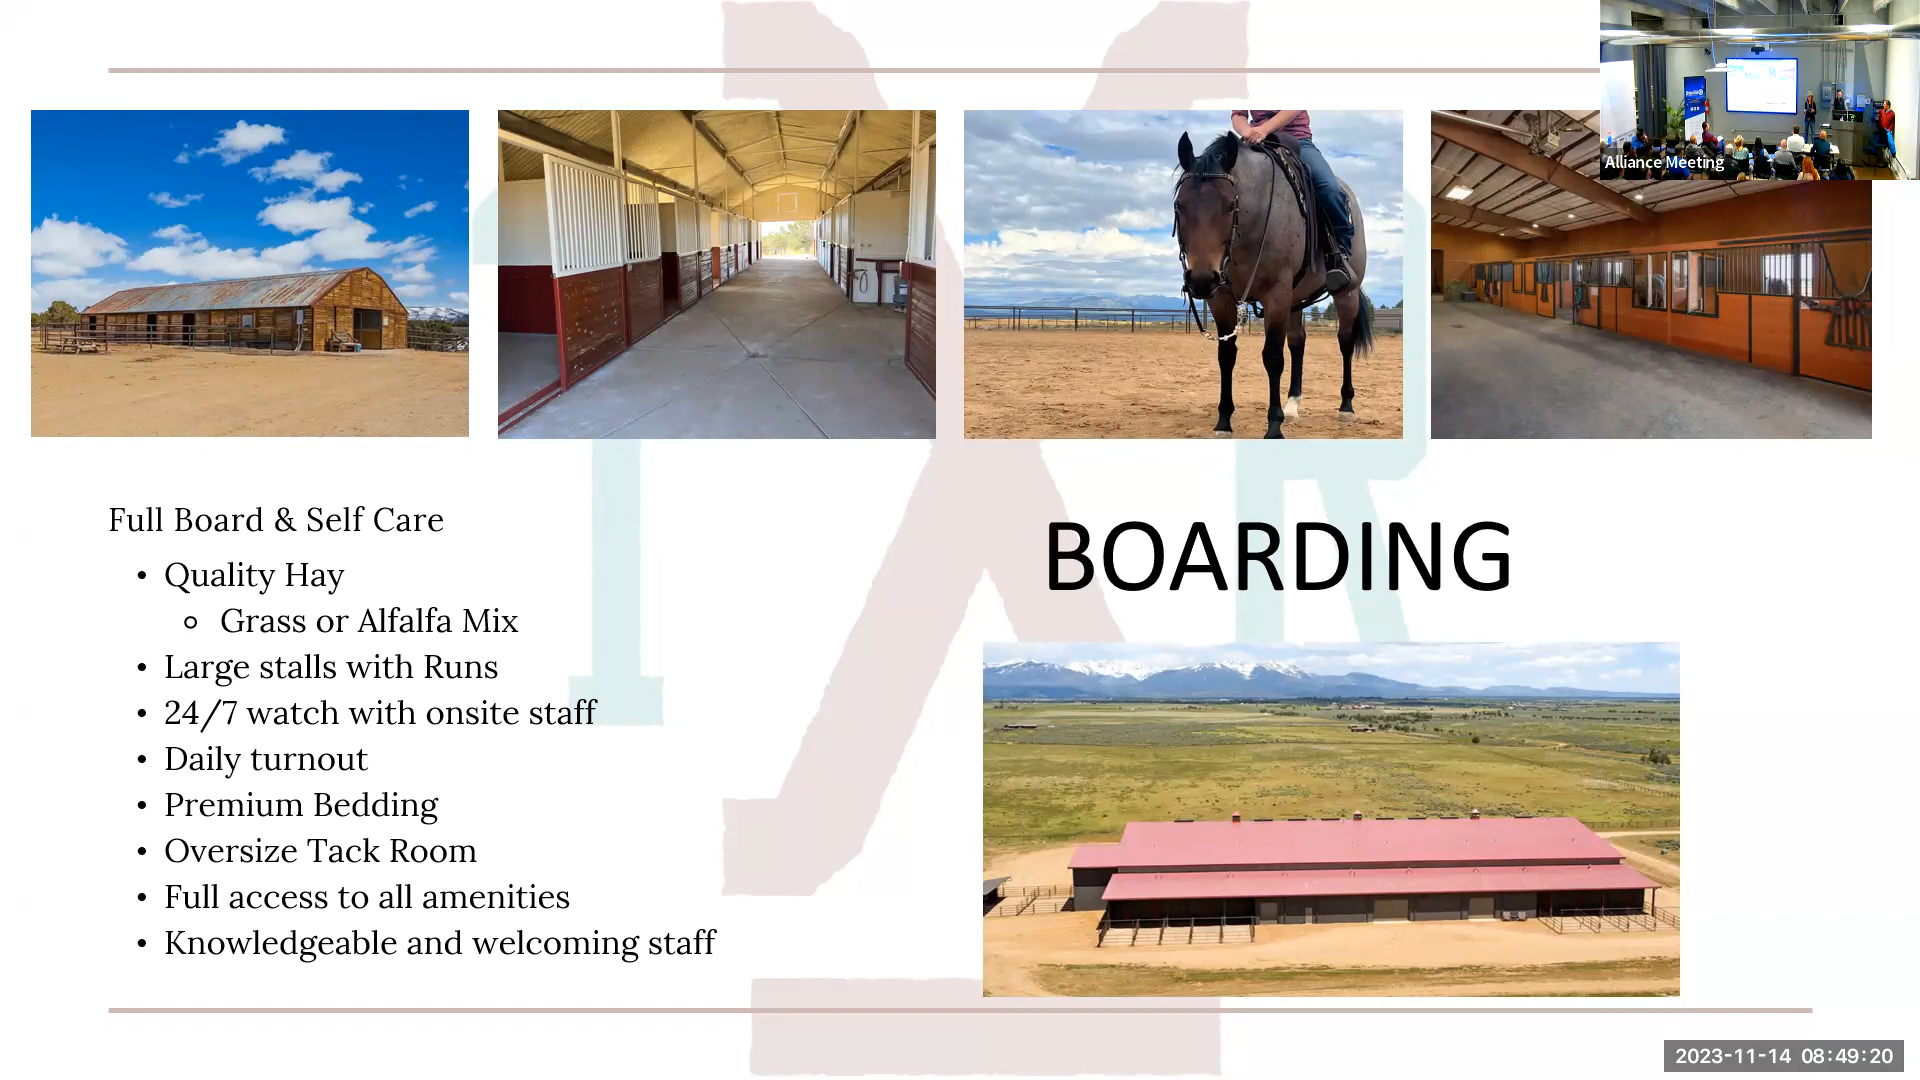 Alliance Meeting
Full Board & Self Care
• Quality Hay
○ Grass or Alfalfa Mix
• Large stalls with Runs
• 24/7 watch with onsite staff
• Daily turnout
• Premium Bedding
• Oversize Tack Room
• Full access to all amenities
• Knowledgeable and welcoming staff
BOARDING
2023-11-14 08:49:20